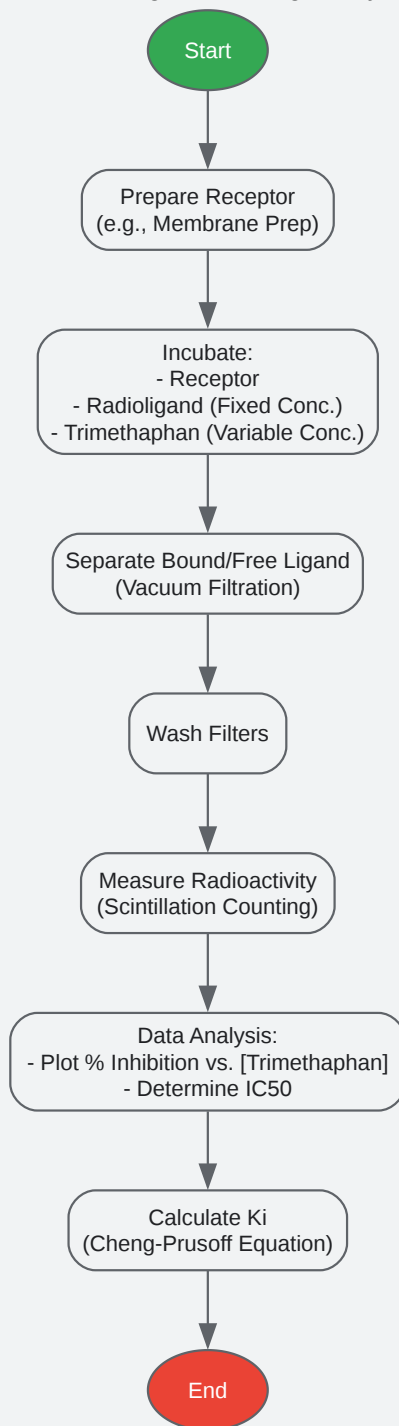 Start
Prepare Receptor
(e.g., Membrane Prep)
Incubate:
- Receptor
- Radioligand (Fixed Conc.)
- Trimethaphan (Variable Conc.)
Separate Bound/Free Ligand
(Vacuum Filtration)
Wash Filters
Measure Radioactivity
(Scintillation Counting)
Data Analysis:
- Plot % Inhibition vs. [Trimethaphan]
- Determine IC50
Calculate Ki
(Cheng-Prusoff Equation)
End